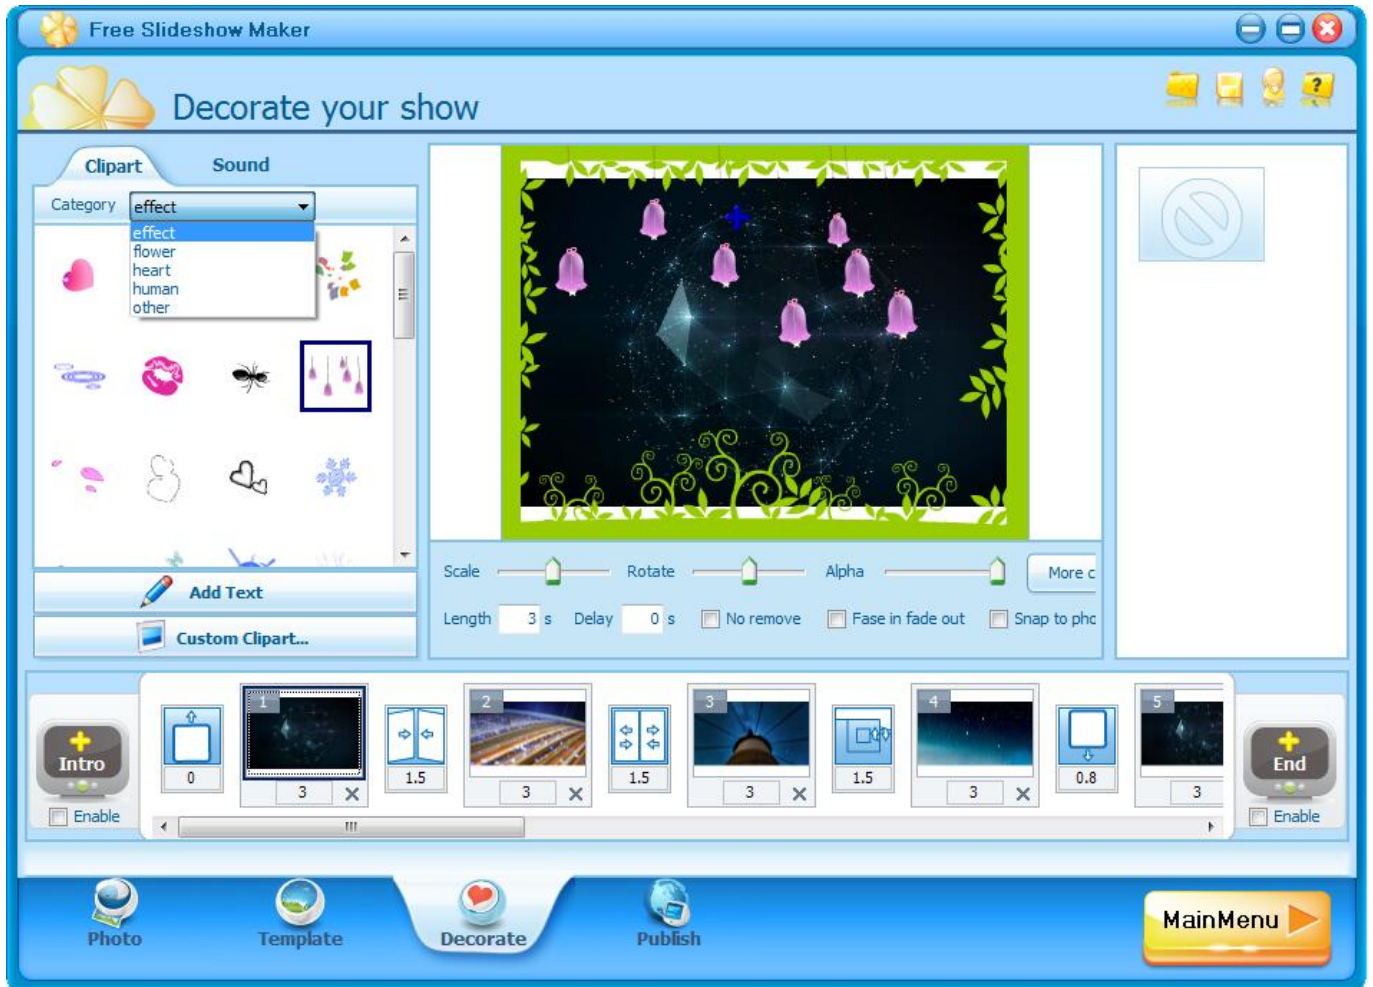 Free Slideshow Maker
Decorate your show
?
Clipart Sound
Category effect
effect
flower
heart
human
other
Add Text
Custom Clipart...
Scale Rotate Alpha More c
Length 3 s Delay 0 s No remove Fase in fade out Snap to pho
1 2 3 4 5
Intro End
0 3 1.5 3 1.5 3 1.5 3 0.8 3
Enable Enable
Photo Template Decorate Publish
MainMenu